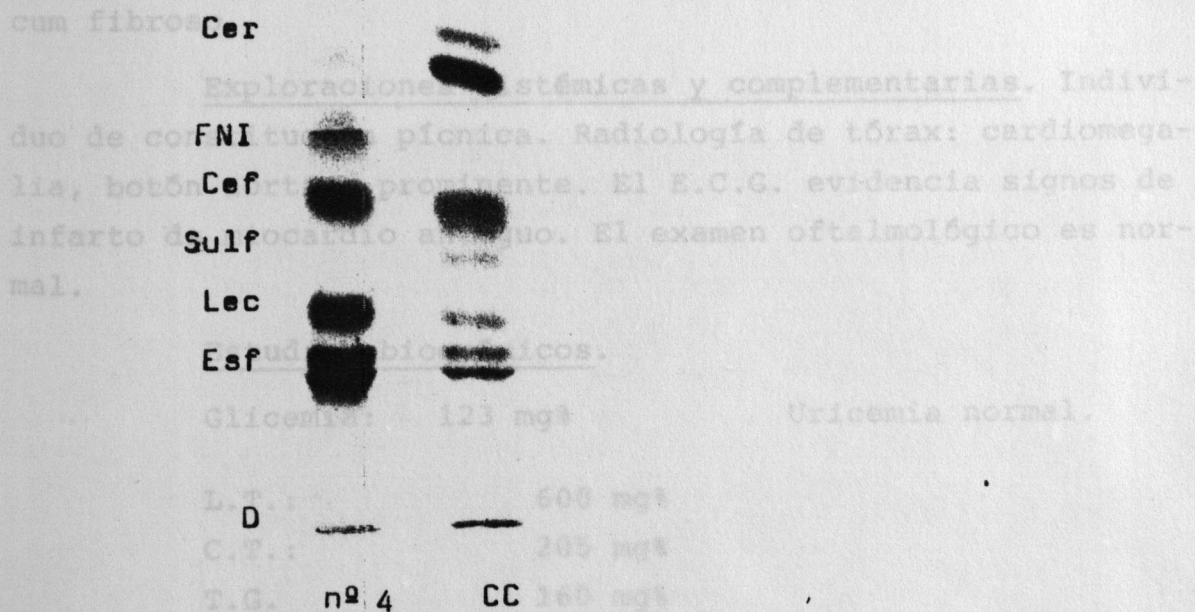 cum fibroso
Cer
Exploraciones sistémicas y complementarias. Indivi-
FNI
duo de constitución pícnica. Radiología de tórax: cardiomega-
Cef
lia, botón aórtico prominente. El E.C.G. evidencia signos de
Sulf
infarto de miocardio antiguo. El examen oftalmológico es nor-
mal.
Lec
Estudios bioquímicos.
Esf
Glicemia: 123 mg% Uricemia normal.
L.T.: 600 mg%
D
C.T.: 205 mg%
T.G. 160 mg%
nº 4 CC